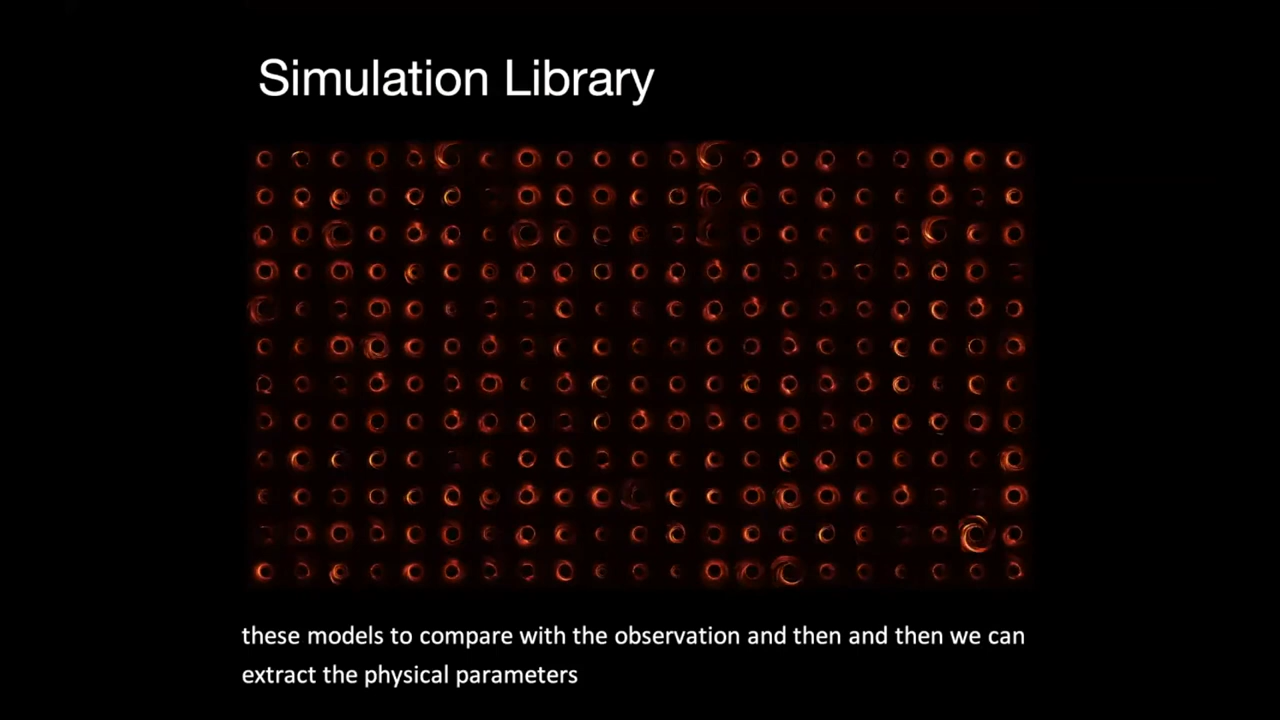 Simulation Library
these models to compare with the observation and then and then we can
extract the physical parameters